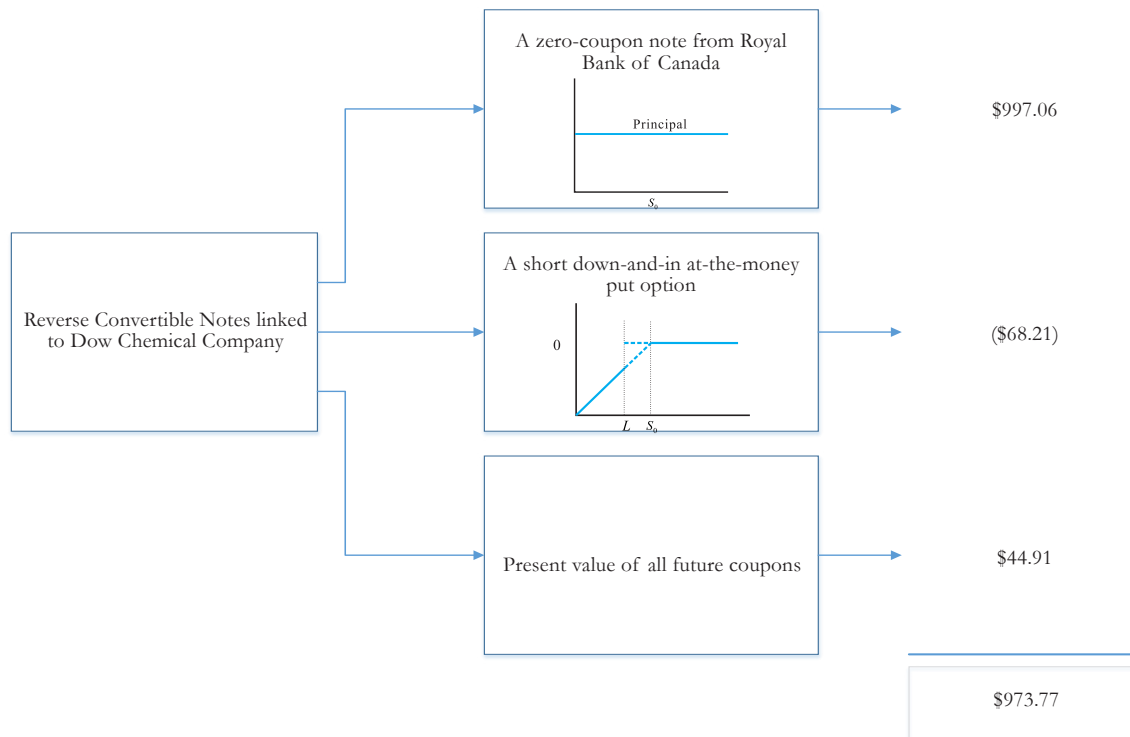 A zero-coupon note from Royal
Bank of Canada
Principal
S₀
$997.06
Reverse Convertible Notes linked
to Dow Chemical Company
A short down-and-in at-the-money
put option
0
L S₀
($68.21)
Present value of all future coupons
$44.91
$973.77